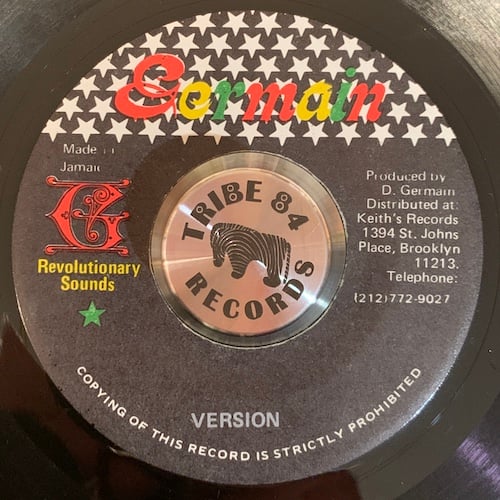 Germain
Made In
Jamaic
G
Revolutionary
Sounds
TRIBE 84
RECORDS
Produced by
D. Germain
Distributed at:
Keith's Records
1394 St. Johns
Place, Brooklyn
11213.
Telephone:
(212)772-9027
VERSION
COPYING OF THIS RECORD IS STRICTLY PROHIBITED